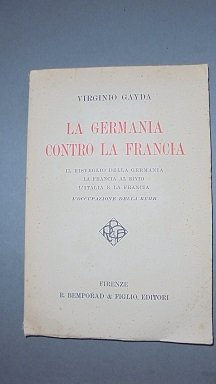 VIRGINIO GAYDA
LA GERMANIA
CONTRO LA FRANCIA
IL RISVEGLIO DELLA GERMANIA
LA FRANCIA AL BIVIO
L'ITALIA E LA FRANCIA
L'OCCUPAZIONE DELLA RUHR
FIRENZE
R. BEMPORAD & FIGLIO, EDITORI